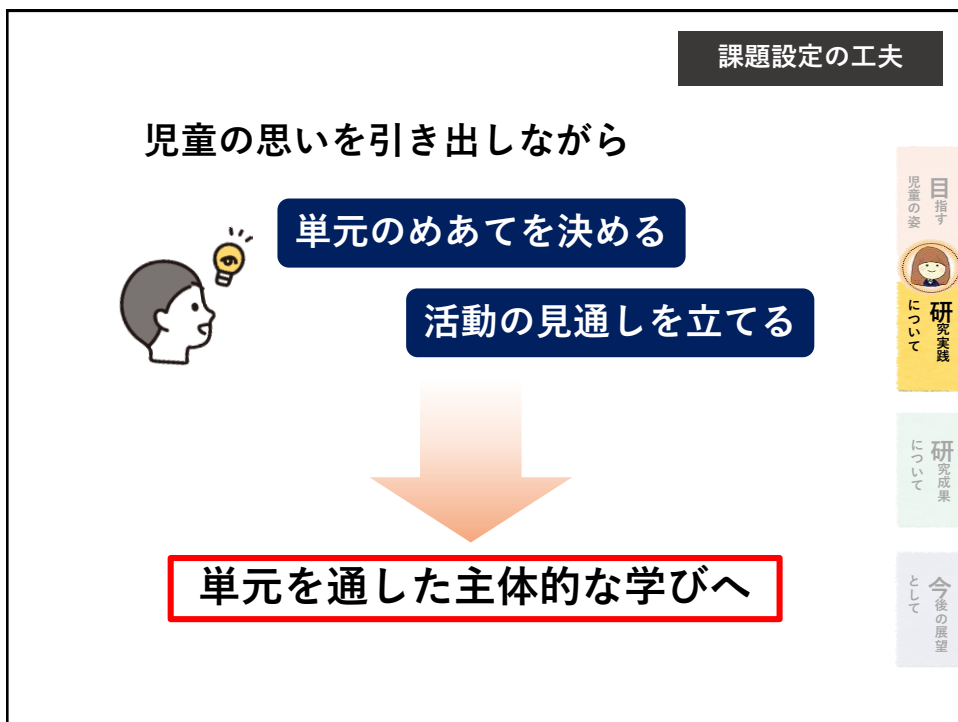 課題設定の工夫
児童の思いを引き出しながら
単元のめあてを決める
活動の見通しを立てる
単元を通した主体的な学びへ
目指す
児童の姿
研究実践
について
研究成果
について
今後の展望
として